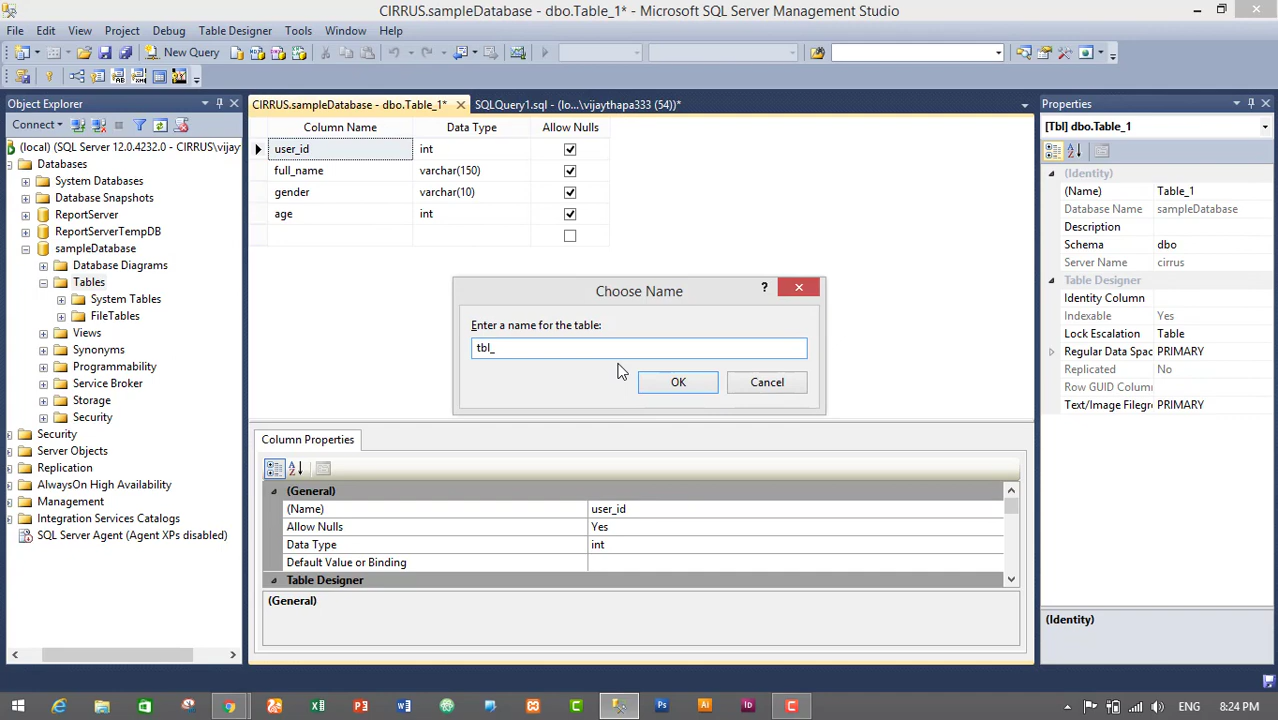 CIRRUS.sampleDatabase - dbo.Table_1* - Microsoft SQL Server Management Studio
File Edit View Project Debug Table Designer Tools Window Help
New Query
Object Explorer
Connect
(local) (SQL Server 12.0.4232.0 - CIRRUS\vijay
Databases
System Databases
Database Snapshots
ReportServer
ReportServerTempDB
sampleDatabase
Database Diagrams
Tables
System Tables
FileTables
Views
Synonyms
Programmability
Service Broker
Storage
Security
Security
Server Objects
Replication
AlwaysOn High Availability
Management
Integration Services Catalogs
SQL Server Agent (Agent XPs disabled)
CIRRUS.sampleDatabase - dbo.Table_1* SQLQuery1.sql - (lo...\vijaythapa333 (54))*
Column Name Data Type Allow Nulls
user_id int
full_name varchar(150)
gender varchar(10)
age int
Choose Name
?
Enter a name for the table:
tbl_
OK Cancel
Column Properties
(General)
(Name) user_id
Allow Nulls Yes
Data Type int
Default Value or Binding
Table Designer
(General)
Properties
[Tbl] dbo.Table_1
(Identity)
(Name) Table_1
Database Name sampleDatabase
Description
Schema dbo
Server Name cirrus
Table Designer
Identity Column
Indexable Yes
Lock Escalation Table
Regular Data Spac PRIMARY
Replicated No
Row GUID Column
Text/Image Filegr PRIMARY
(Identity)
ENG 8:24 PM